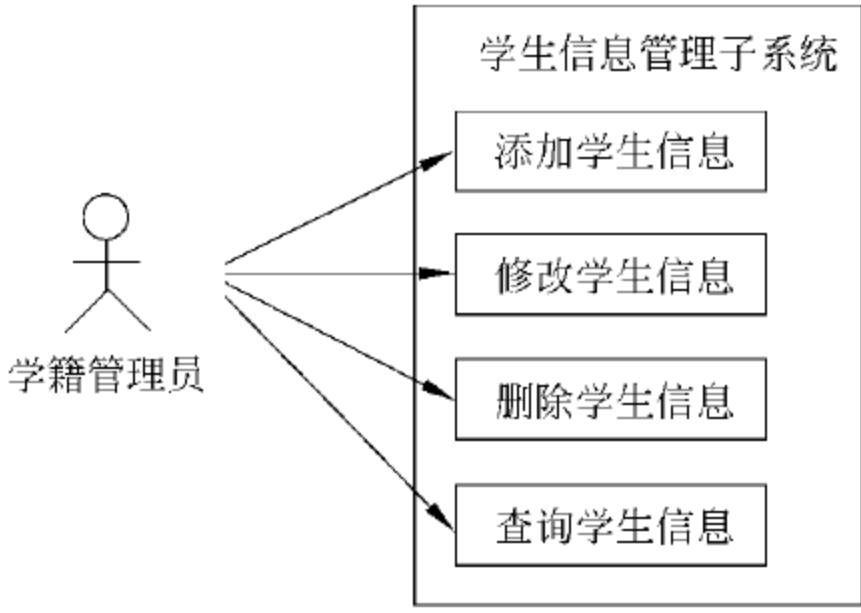 学生信息管理子系统
添加学生信息
修改学生信息
学籍管理员
删除学生信息
查询学生信息